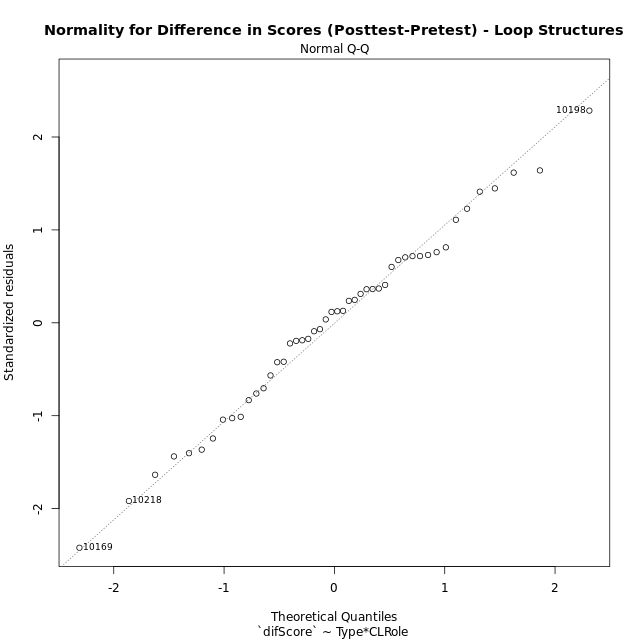 Normality for Difference in Scores (Posttest-Pretest) - Loop Structures
Normal Q-Q
10198
2
1
Standardized residuals
0
-1
10218
-2
10169
-2 -1 0 1 2
Theoretical Quantiles
`difScore` ~ Type*CLRole